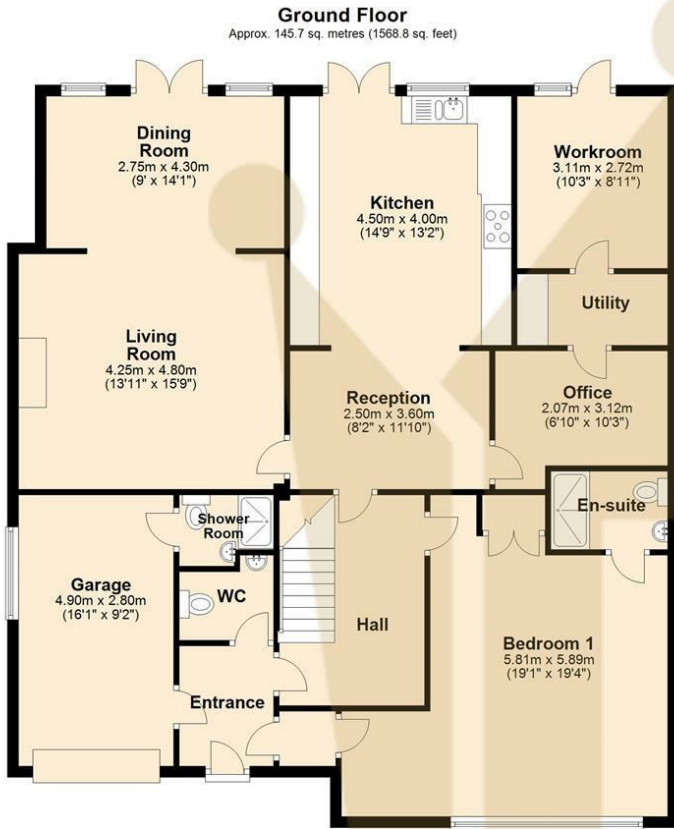 Ground Floor
Approx. 145.7 sq. metres (1568.8 sq. feet)
Dining
Room
2.75m x 4.30m
(9' x 14'1")
Kitchen
4.50m x 4.00m
(14'9" x 13'2")
Workroom
3.11m x 2.72m
(10'3" x 8'11")
Utility
Living
Room
4.25m x 4.80m
(13'11" x 15'9")
Reception
2.50m x 3.60m
(8'2" x 11'10")
Office
2.07m x 3.12m
(6'10" x 10'3")
En-suite
Shower
Room
Garage
4.90m x 2.80m
(16'1" x 9'2")
WC
Hall
Bedroom 1
5.81m x 5.89m
(19'1" x 19'4")
Entrance